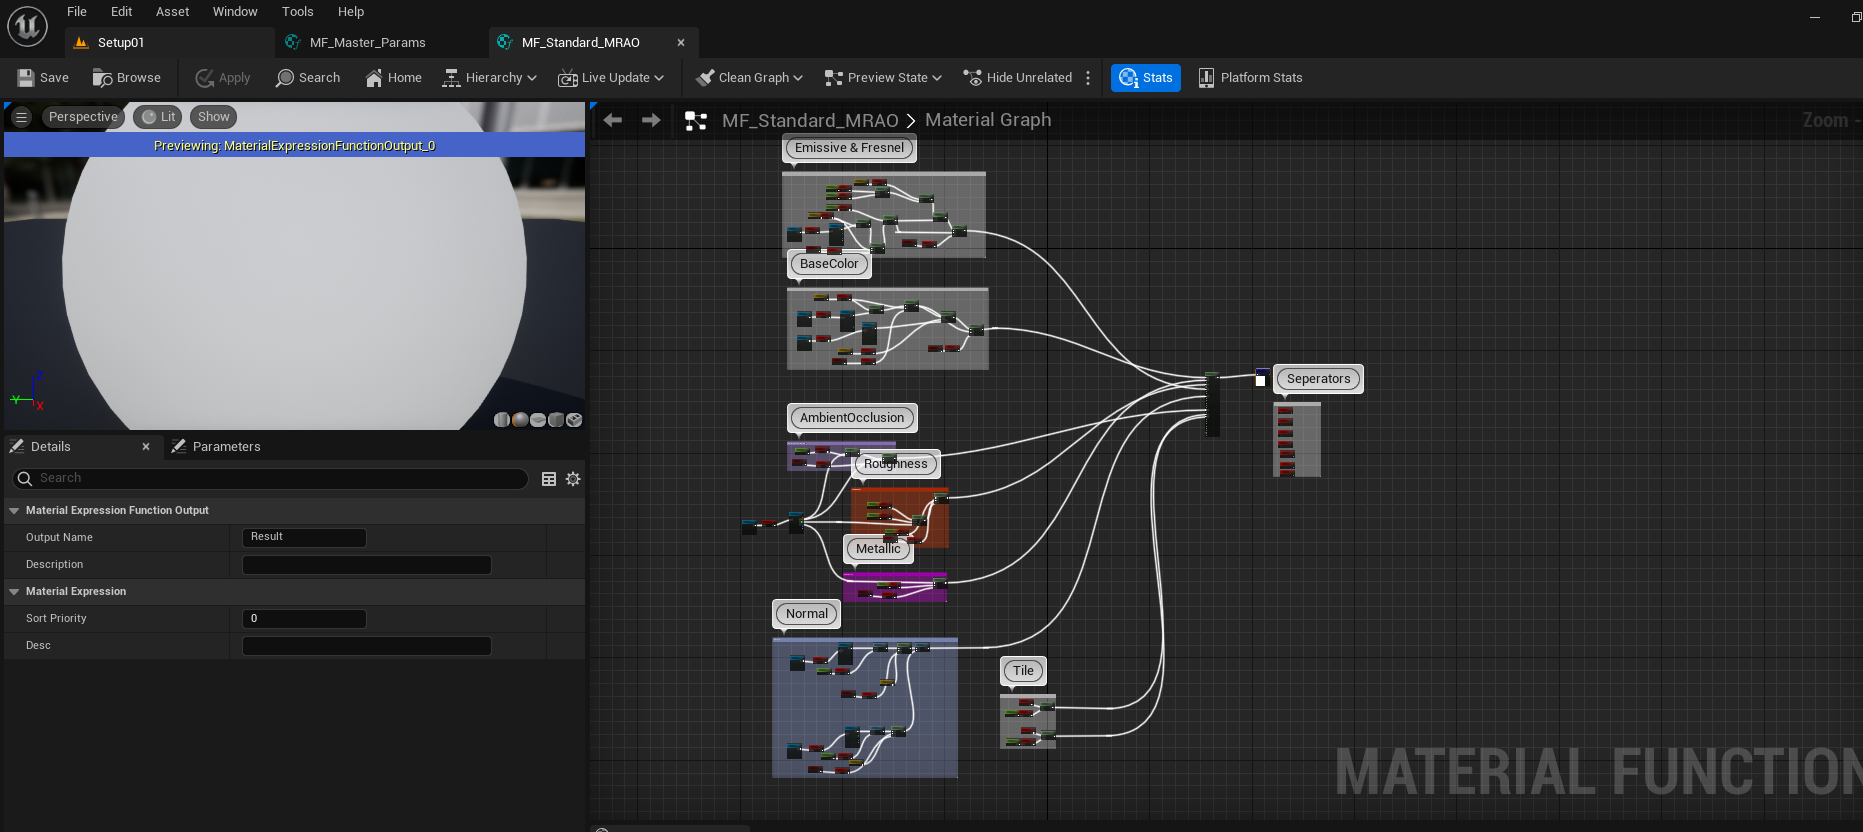 File Edit Asset Window Tools Help
Setup01 MF_Master_Params MF_Standard_MRAO
Save Browse Apply Search Home Hierarchy Live Update Clean Graph Preview State Hide Unrelated Stats Platform Stats
Perspective Lit Show
Previewing: MaterialExpressionFunctionOutput_0
Z
Y
X
MF_Standard_MRAO > Material Graph
Zoom -
Emissive & Fresnel
BaseColor
Seperators
AmbientOcclusion
Roughness
Metallic
Normal
Tile
MATERIAL FUNCTION
Details Parameters
Search
Material Expression Function Output
Output Name Result
Description
Material Expression
Sort Priority 0
Desc